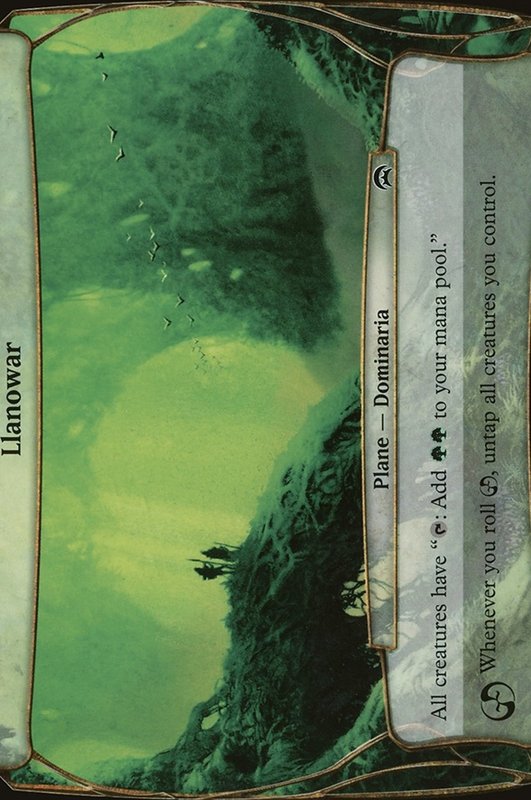 Llanowar
Plane — Dominaria
All creatures have “: Add to your mana pool.”
Whenever you roll , untap all creatures you control.